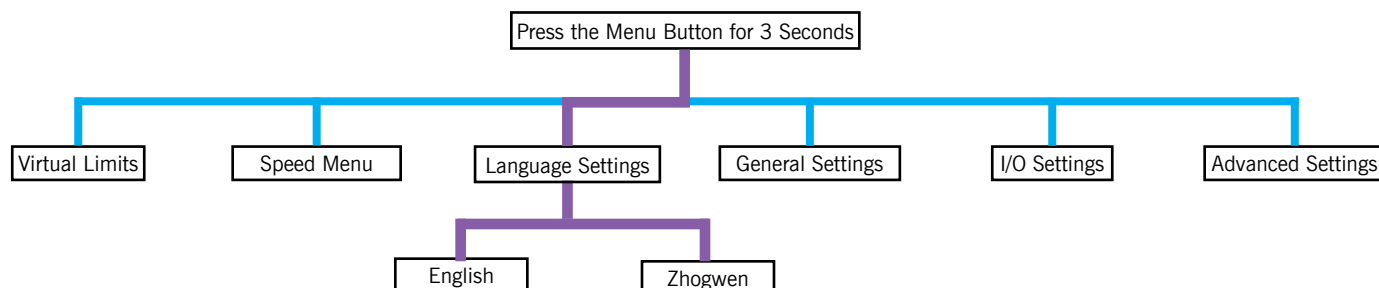 Press the Menu Button for 3 Seconds
Virtual Limits
Speed Menu
Language Settings
General Settings
I/O Settings
Advanced Settings
English
Zhogwen